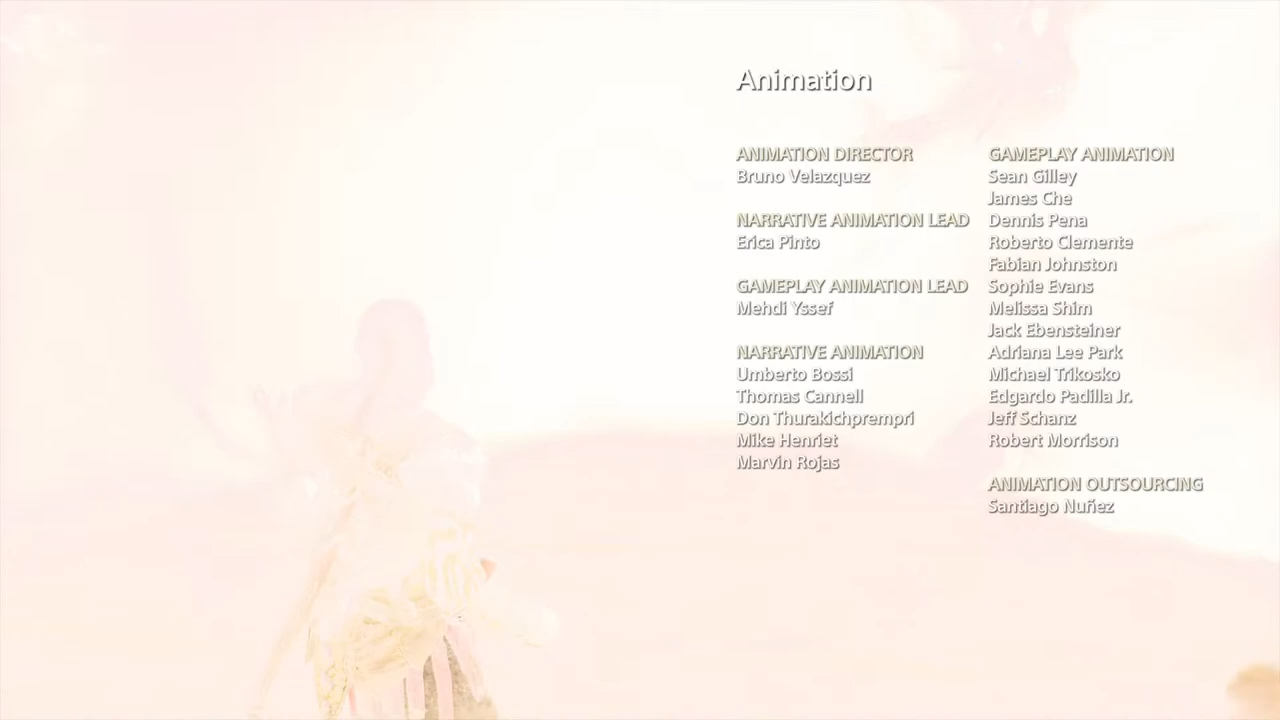 Animation
ANIMATION DIRECTOR
Bruno Velazquez
NARRATIVE ANIMATION LEAD
Erica Pinto
GAMEPLAY ANIMATION LEAD
Mehdi Yssef
NARRATIVE ANIMATION
Umberto Bossi
Thomas Cannell
Don Thurakichprempri
Mike Henriet
Marvin Rojas
GAMEPLAY ANIMATION
Sean Gilley
James Che
Dennis Pena
Roberto Clemente
Fabian Johnston
Sophie Evans
Melissa Shim
Jack Ebensteiner
Adriana Lee Park
Michael Trikosko
Edgardo Padilla Jr.
Jeff Schanz
Robert Morrison
ANIMATION OUTSOURCING
Santiago Nuñez